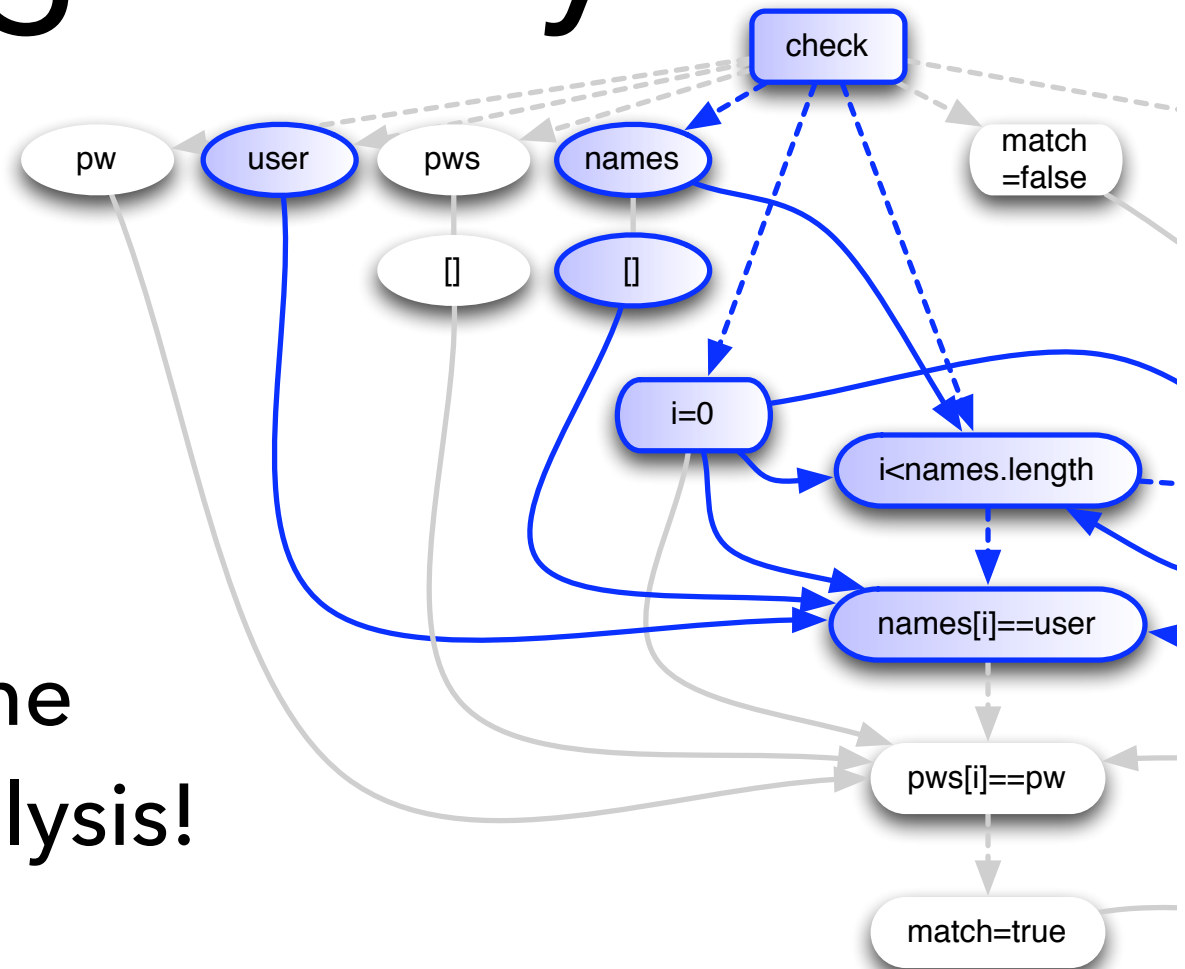 check
pw
user
pws
names
match
=false
[]
[]
i=0
i<names.length
names[i]==user
ne
lysis!
pws[i]==pw
match=true